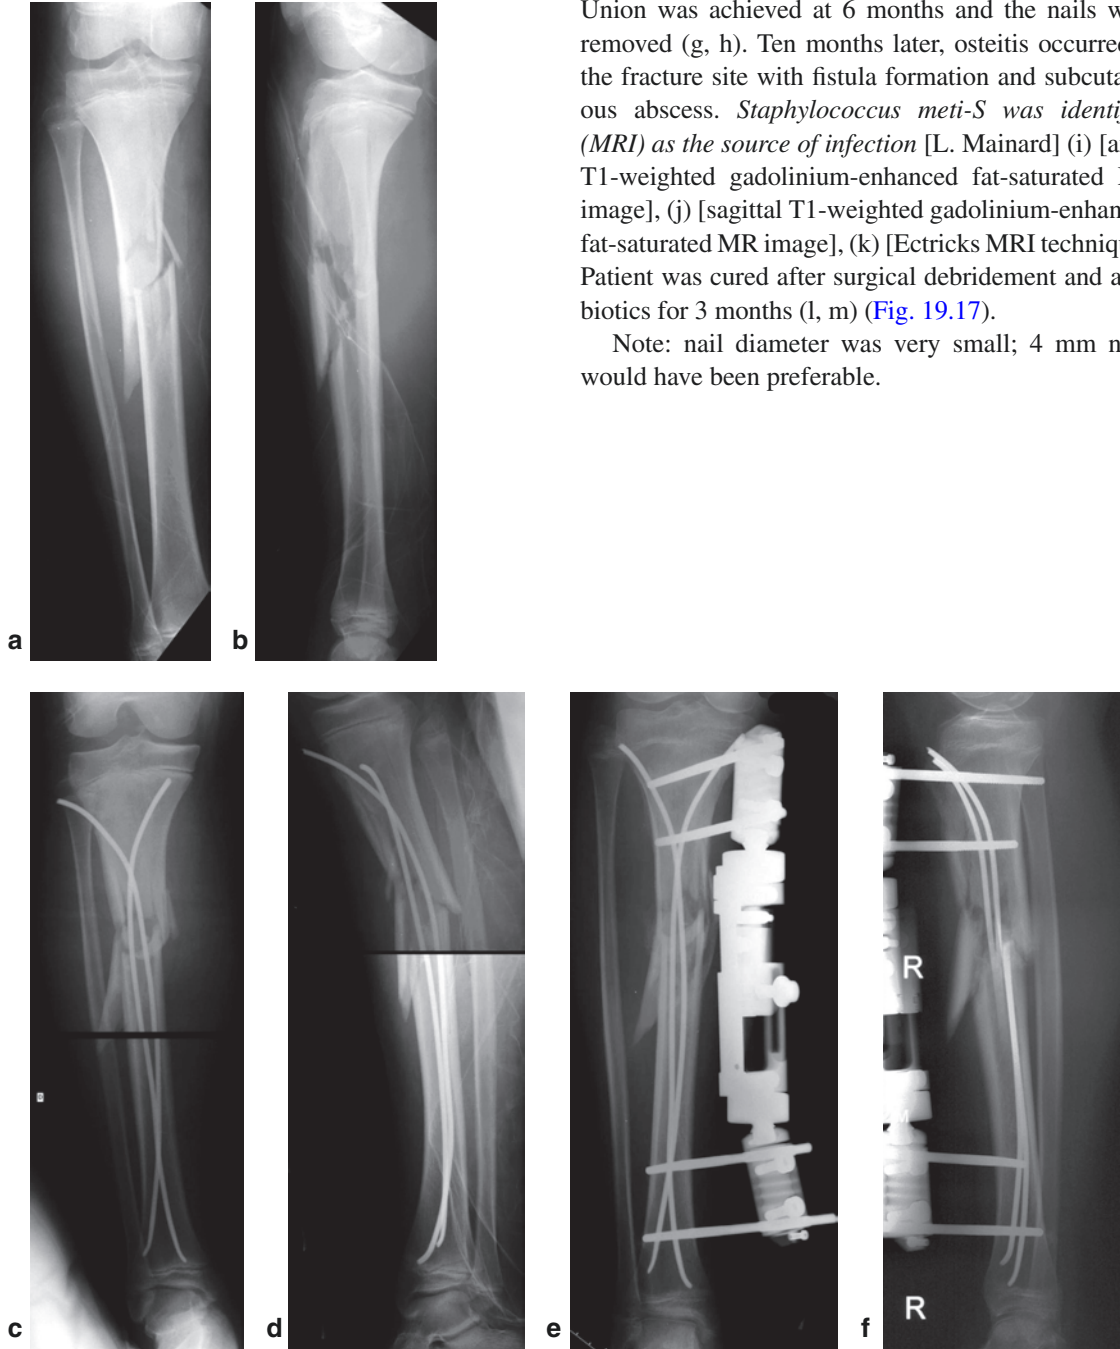 Union was achieved at 6 months and the nails w
removed (g, h). Ten months later, osteitis occurre
the fracture site with fistula formation and subcuta
ous abscess. Staphylococcus meti-S was identif
(MRI) as the source of infection [L. Mainard] (i) [a
T1-weighted gadolinium-enhanced fat-saturated
image], (j) [sagittal T1-weighted gadolinium-enhan
fat-saturated MR image], (k) [Ectricks MRI techniq
Patient was cured after surgical debridement and a
biotics for 3 months (l, m) (Fig. 19.17).
Note: nail diameter was very small; 4 mm n
would have been preferable.
a
b
R
R
c
d
e
f